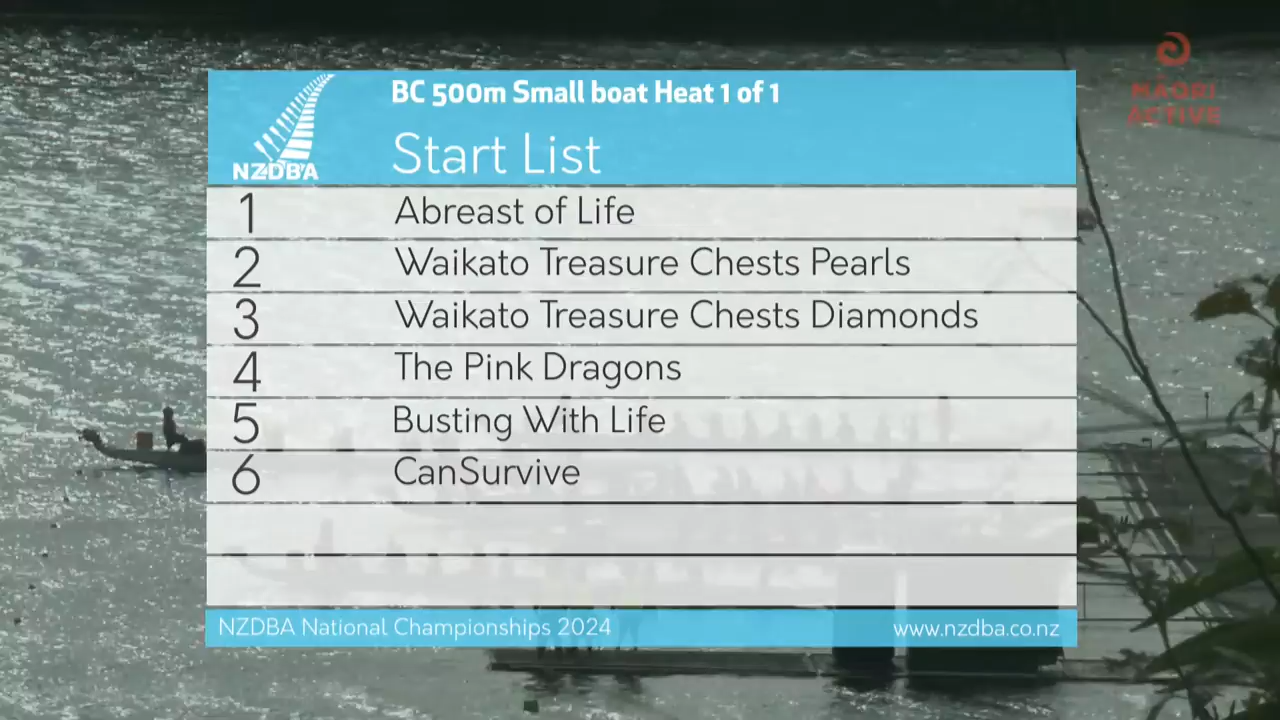 BC 500m Small boat Heat 1 of 1
NZDBA
Start List
MĀORI
ACTIVE
1 Abreast of Life
2 Waikato Treasure Chests Pearls
3 Waikato Treasure Chests Diamonds
4 The Pink Dragons
5 Busting With Life
6 CanSurvive
NZDBA National Championships 2024
www.nzdba.co.nz